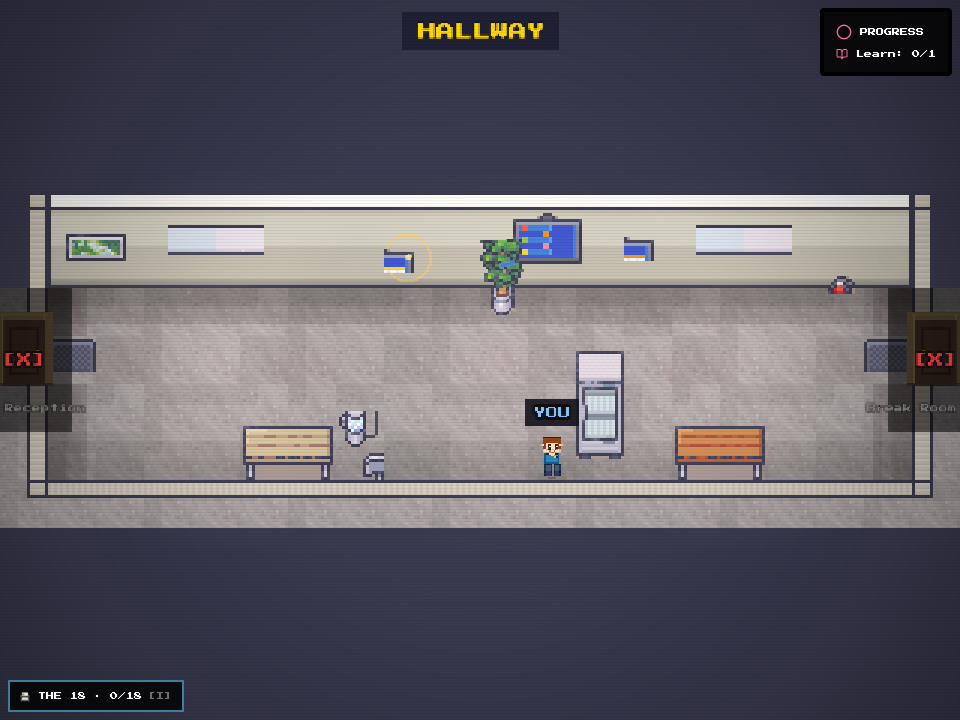 HALLWAY
PROGRESS
Learn: 0/1
[X]
[X]
Reception
Break Room
YOU
THE 18 · 0/18 [I]